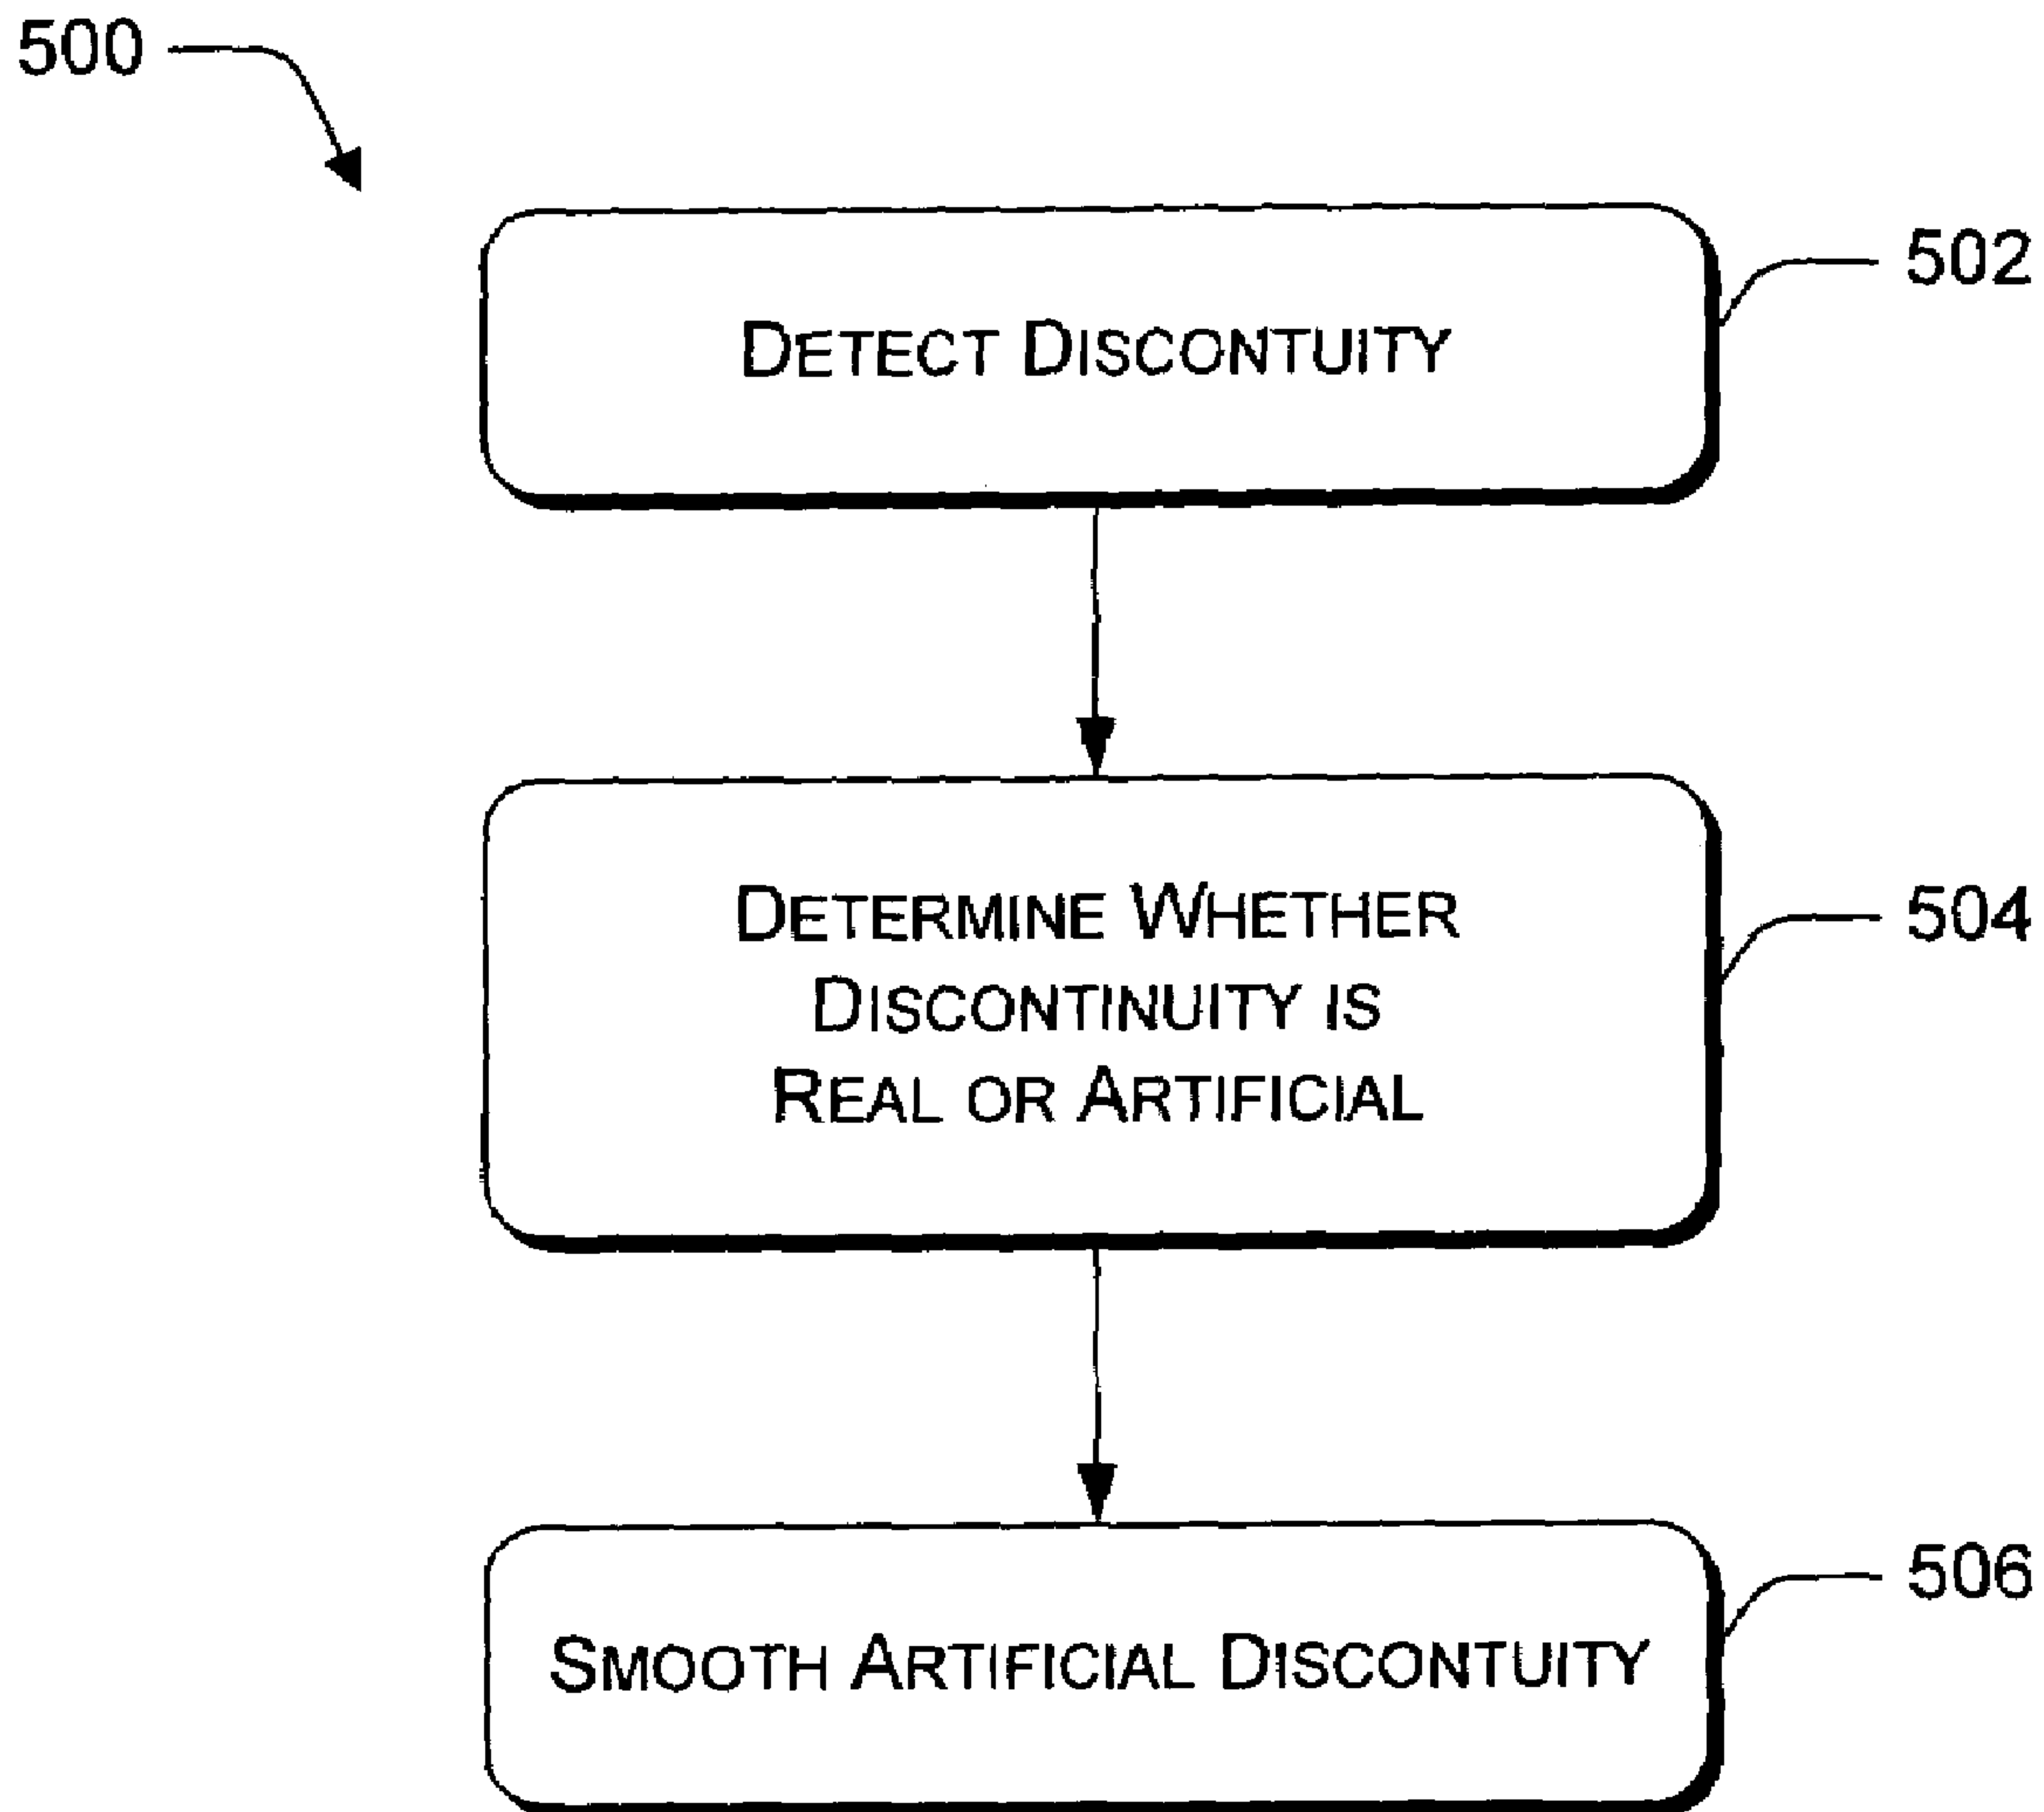 500
DETECT DISCONTUITY
502
DETERMINE WHETHER
DISCONTINUITY IS
REAL OR ARTIFICIAL
504
SMOOTH ARTIFICIAL DISCONTUITY
506